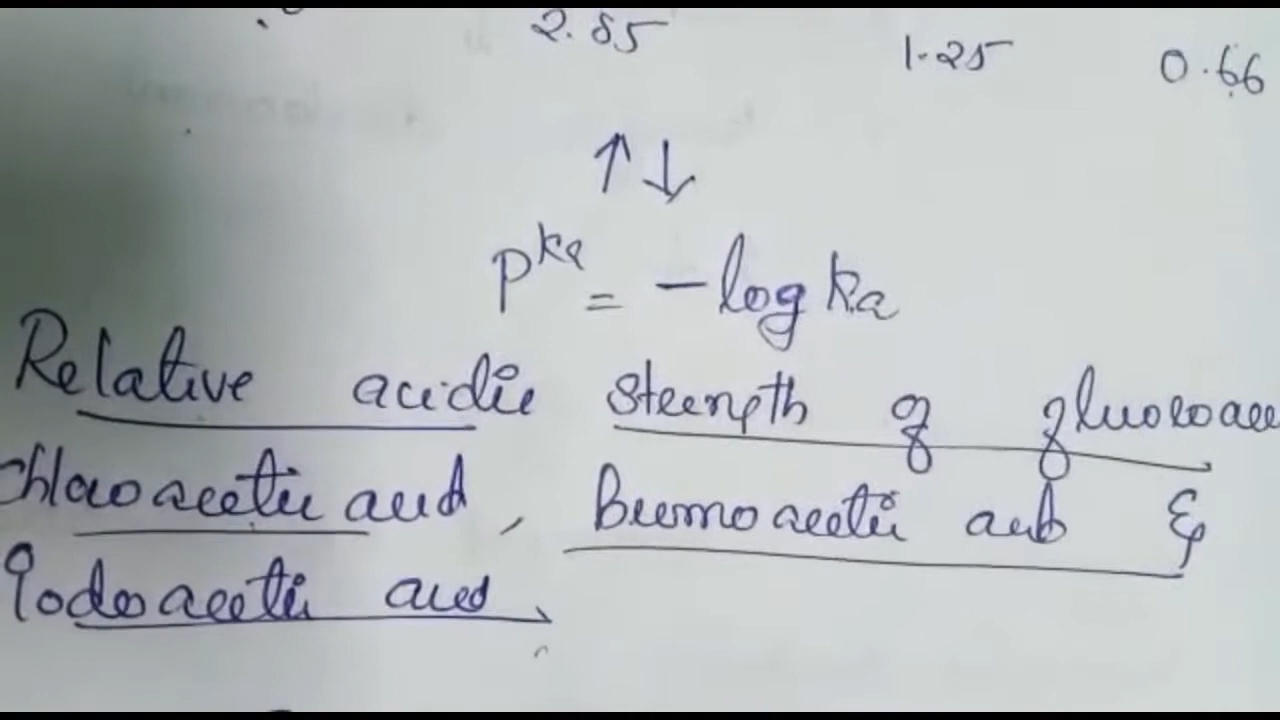 2.85 1.25 0.66
↑↓
pka = -log ka
Relative acidic strength of fluoroace
chloroacetic acid, Bromoacetic acid &
Iodoacetic acid